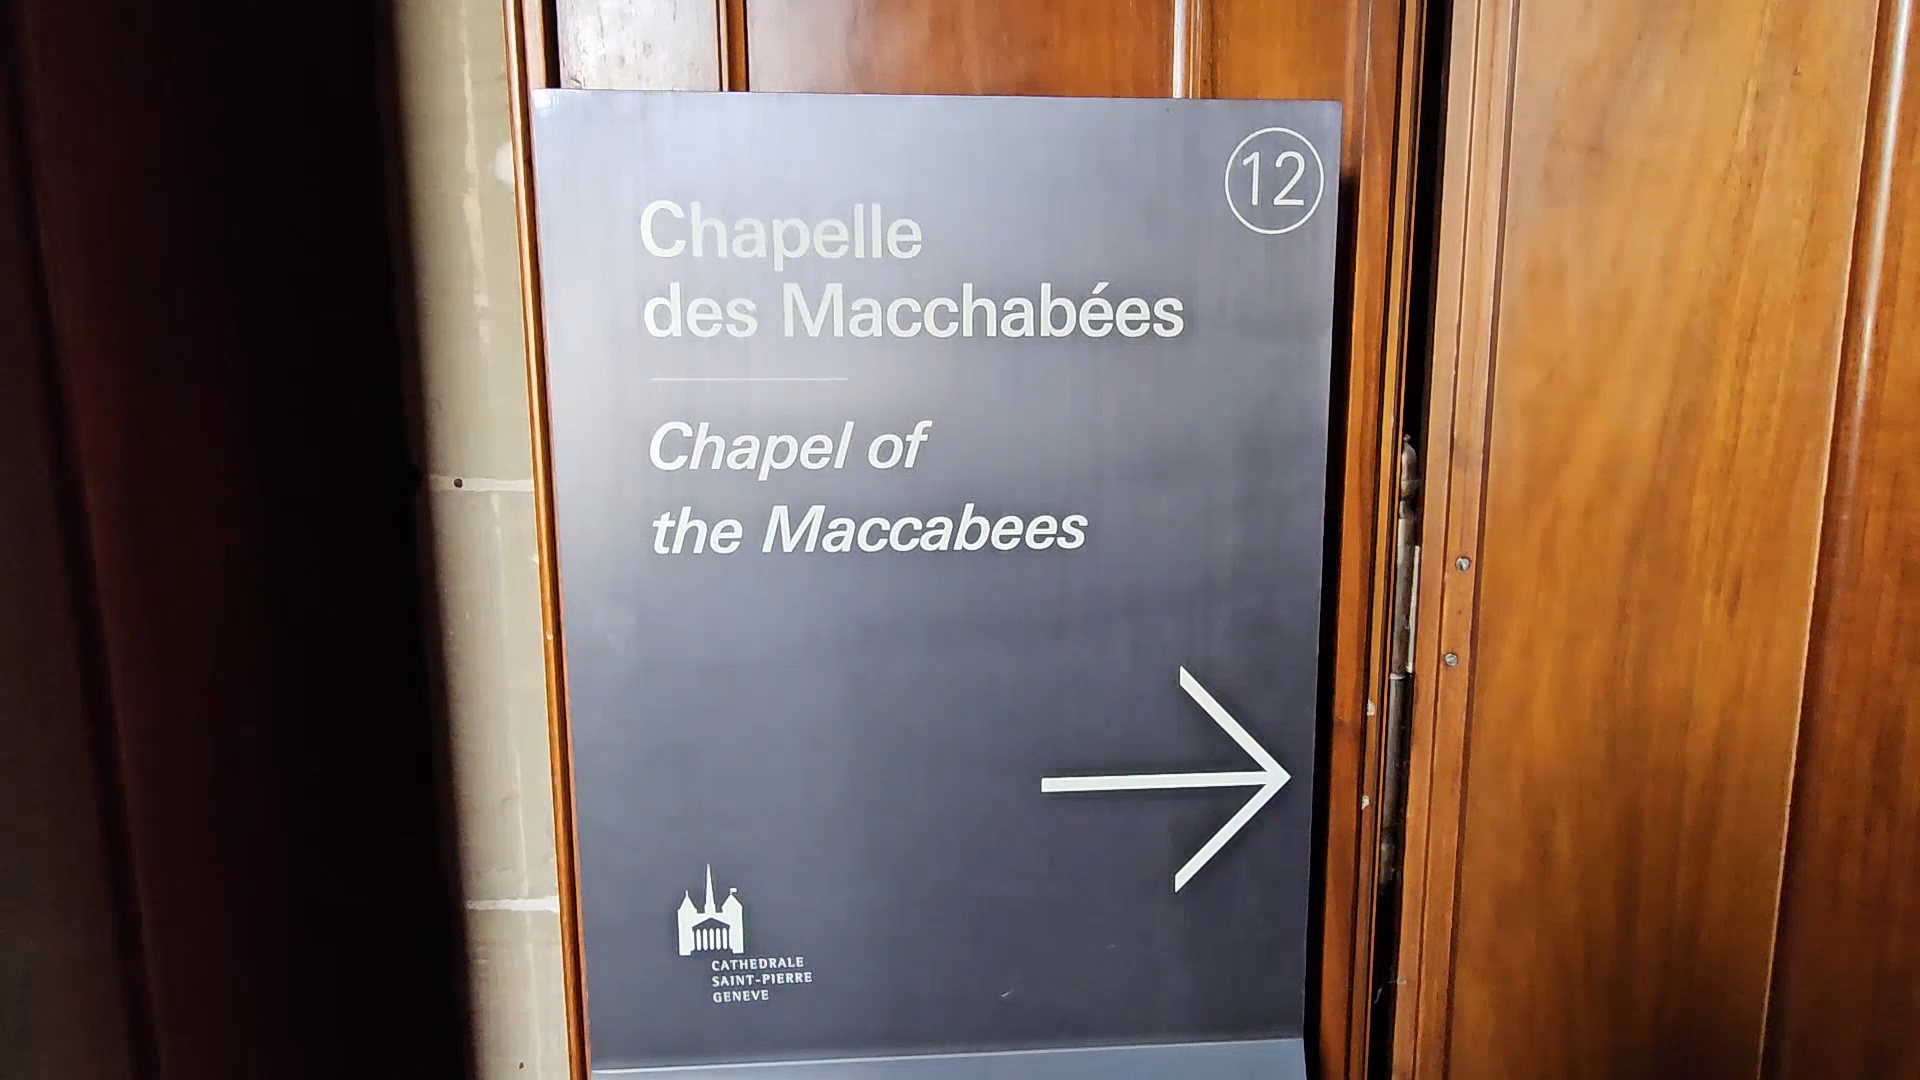 12
Chapelle
des Macchabées
Chapel of
the Maccabees
CATHEDRALE
SAINT-PIERRE
GENEVE